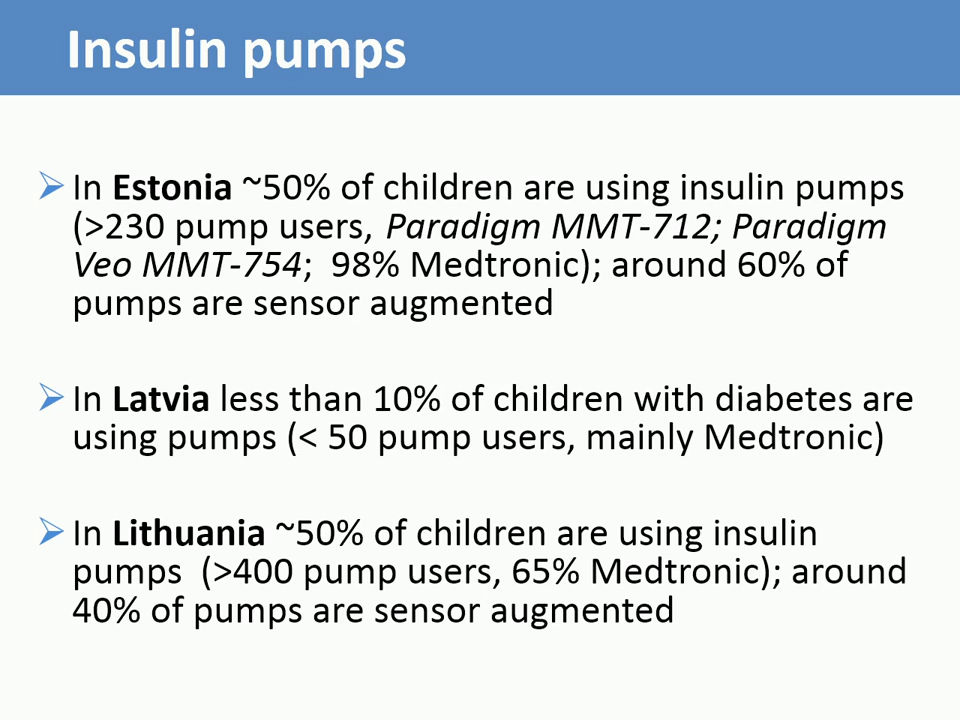 Insulin pumps
In Estonia ~50% of children are using insulin pumps
(>230 pump users, Paradigm MMT-712; Paradigm
Veo MMT-754;  98% Medtronic); around 60% of
pumps are sensor augmented
In Latvia less than 10% of children with diabetes are
using pumps (< 50 pump users, mainly Medtronic)
In Lithuania ~50% of children are using insulin
pumps  (>400 pump users, 65% Medtronic); around
40% of pumps are sensor augmented